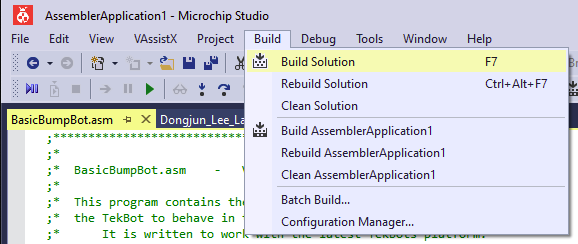 AssemblerApplication1 - Microchip Studio
File Edit View VAssistX Project Build Debug Tools Window Help
Build Solution F7
Rebuild Solution Ctrl+Alt+F7
Clean Solution
Build AssemblerApplication1
Rebuild AssemblerApplication1
Clean AssemblerApplication1
Batch Build...
Configuration Manager...
BasicBumpBot.asm Dongjun_Lee_La
;*******************************
;*
;* BasicBumpBot.asm -
;*
;* This program contains the
;* the TekBot to behave in
;* It is written to work with the latest TekBots platform.